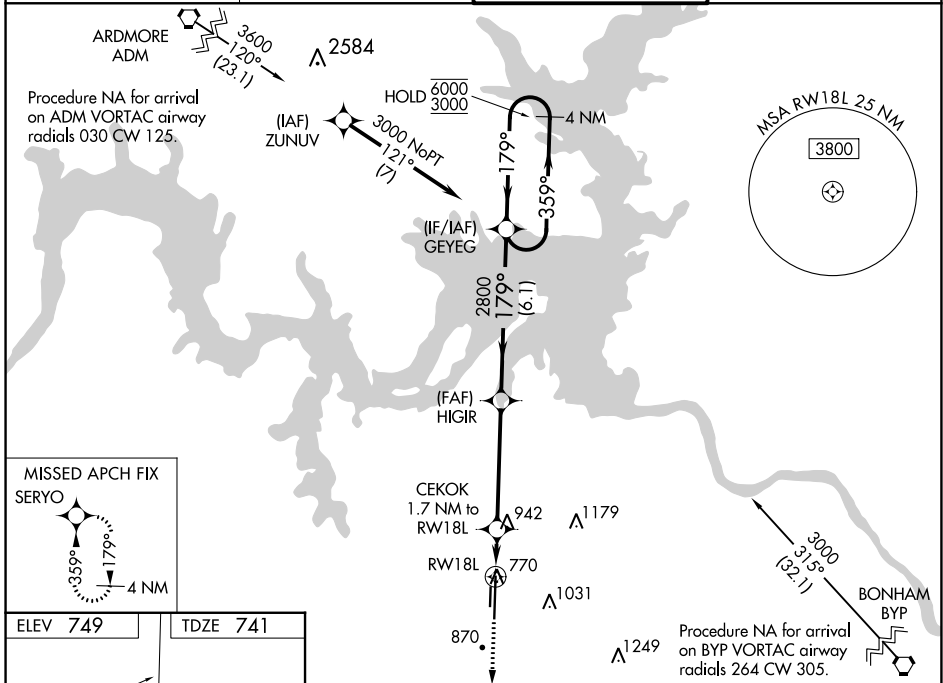 ARDMORE
ADM
3600
120°
(23.1)
2584
Procedure NA for arrival
on ADM VORTAC airway
radials 030 CW 125.
(IAF)
ZUNUV
3000 NoPT
121°
(7)
HOLD 6000
3000
4 NM
179°
359°
MSA RW18L 25 NM
3800
(IF/IAF)
GEYEG
2800
179°
(6.1)
(FAF)
HIGIR
MISSED APCH FIX
SERYO
359°
179°
4 NM
CEKOK
1.7 NM to
RW18L
942
1179
RW18L
770
1031
870
1249
3000
315°
(32.1)
BONHAM
BYP
Procedure NA for arrival
on BYP VORTAC airway
radials 264 CW 305.
ELEV 749
TDZE 741